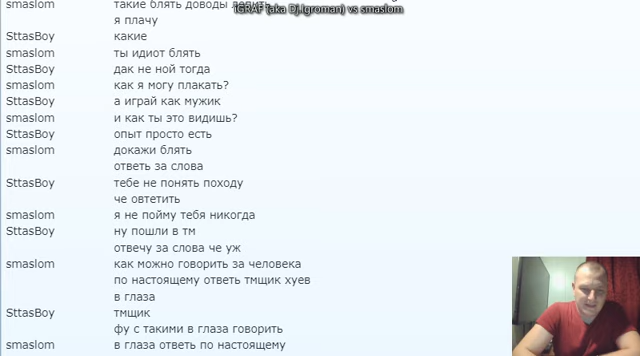 smaslom такие блять доводы
IGRAF (aka Dj.Igroman) vs smaslom
я плачу
SttasBoy какие
smaslom ты идиот блять
SttasBoy дак не ной тогда
smaslom как я могу плакать?
SttasBoy а играй как мужик
smaslom и как ты это видишь?
SttasBoy опыт просто есть
smaslom докажи блять
ответь за слова
SttasBoy тебе не понять походу
че овтетить
smaslom я не пойму тебя никогда
SttasBoy ну пошли в тм
отвечу за слова че уж
smaslom как можно говорить за человека
по настоящему ответь тмщик хуев
в глаза
SttasBoy тмщик
фу с такими в глаза говорить
smaslom в глаза ответь по настоящему